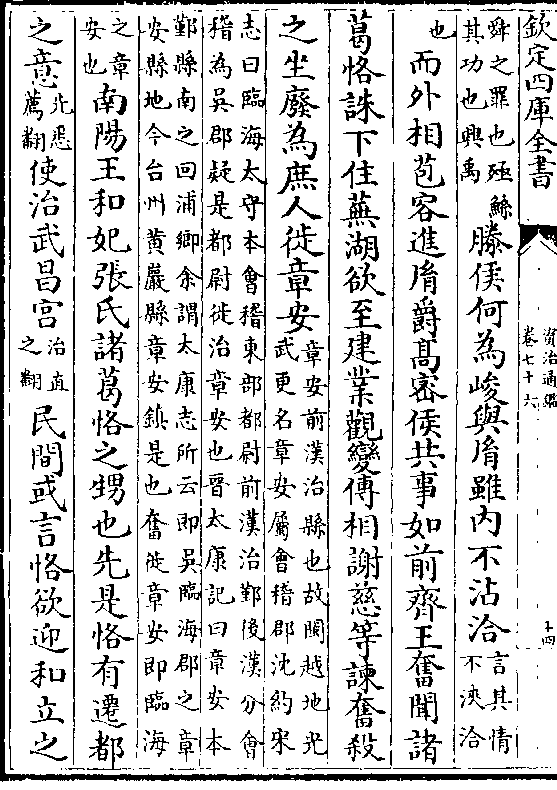 欽定四庫全書
資治通鑑
卷七十六
十四
舜之罪也殛鯀其功也興禹滕侯何為峻與胤雖内不沾洽言其情不浹洽
也而外相苞容進胤爵髙密侯共事如前齊王奮聞諸
葛恪誅下住蕪湖欲至建業觀變傅相謝慈等諫奮殺
之坐廢為庶人徙章安章安前漢治縣也故閩越地光武更名章安屬會稽郡沈約宋
志曰臨海太守本會稽東部都尉前漢治鄞後漢分會稽為吳郡疑是都尉徙治章安也晉太康記曰章安本
鄞縣南之回浦鄉余謂太康志所云即吳臨海郡之章安縣地今台州黄巖縣章安鎮是也奮徙章安即臨海
之章安也南陽王和妃張氏諸葛恪之甥也先是恪有遷都
之意先悉薦翻使治武昌宫治直之翻民間或言恪欲迎和立之